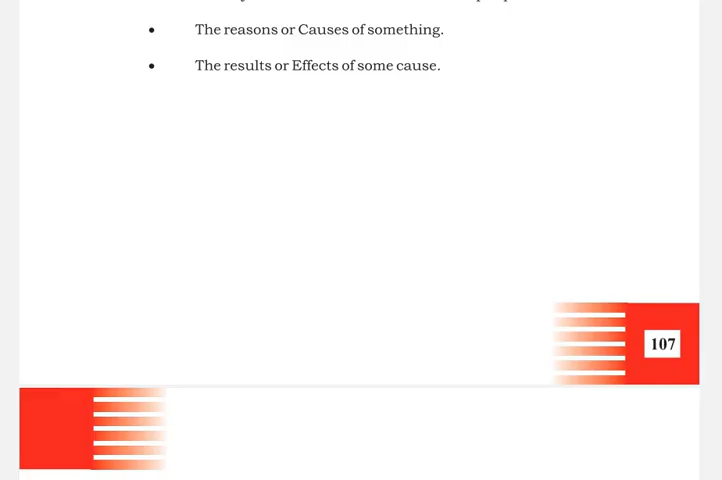 • The reasons or Causes of something.
• The results or Effects of some cause.
107